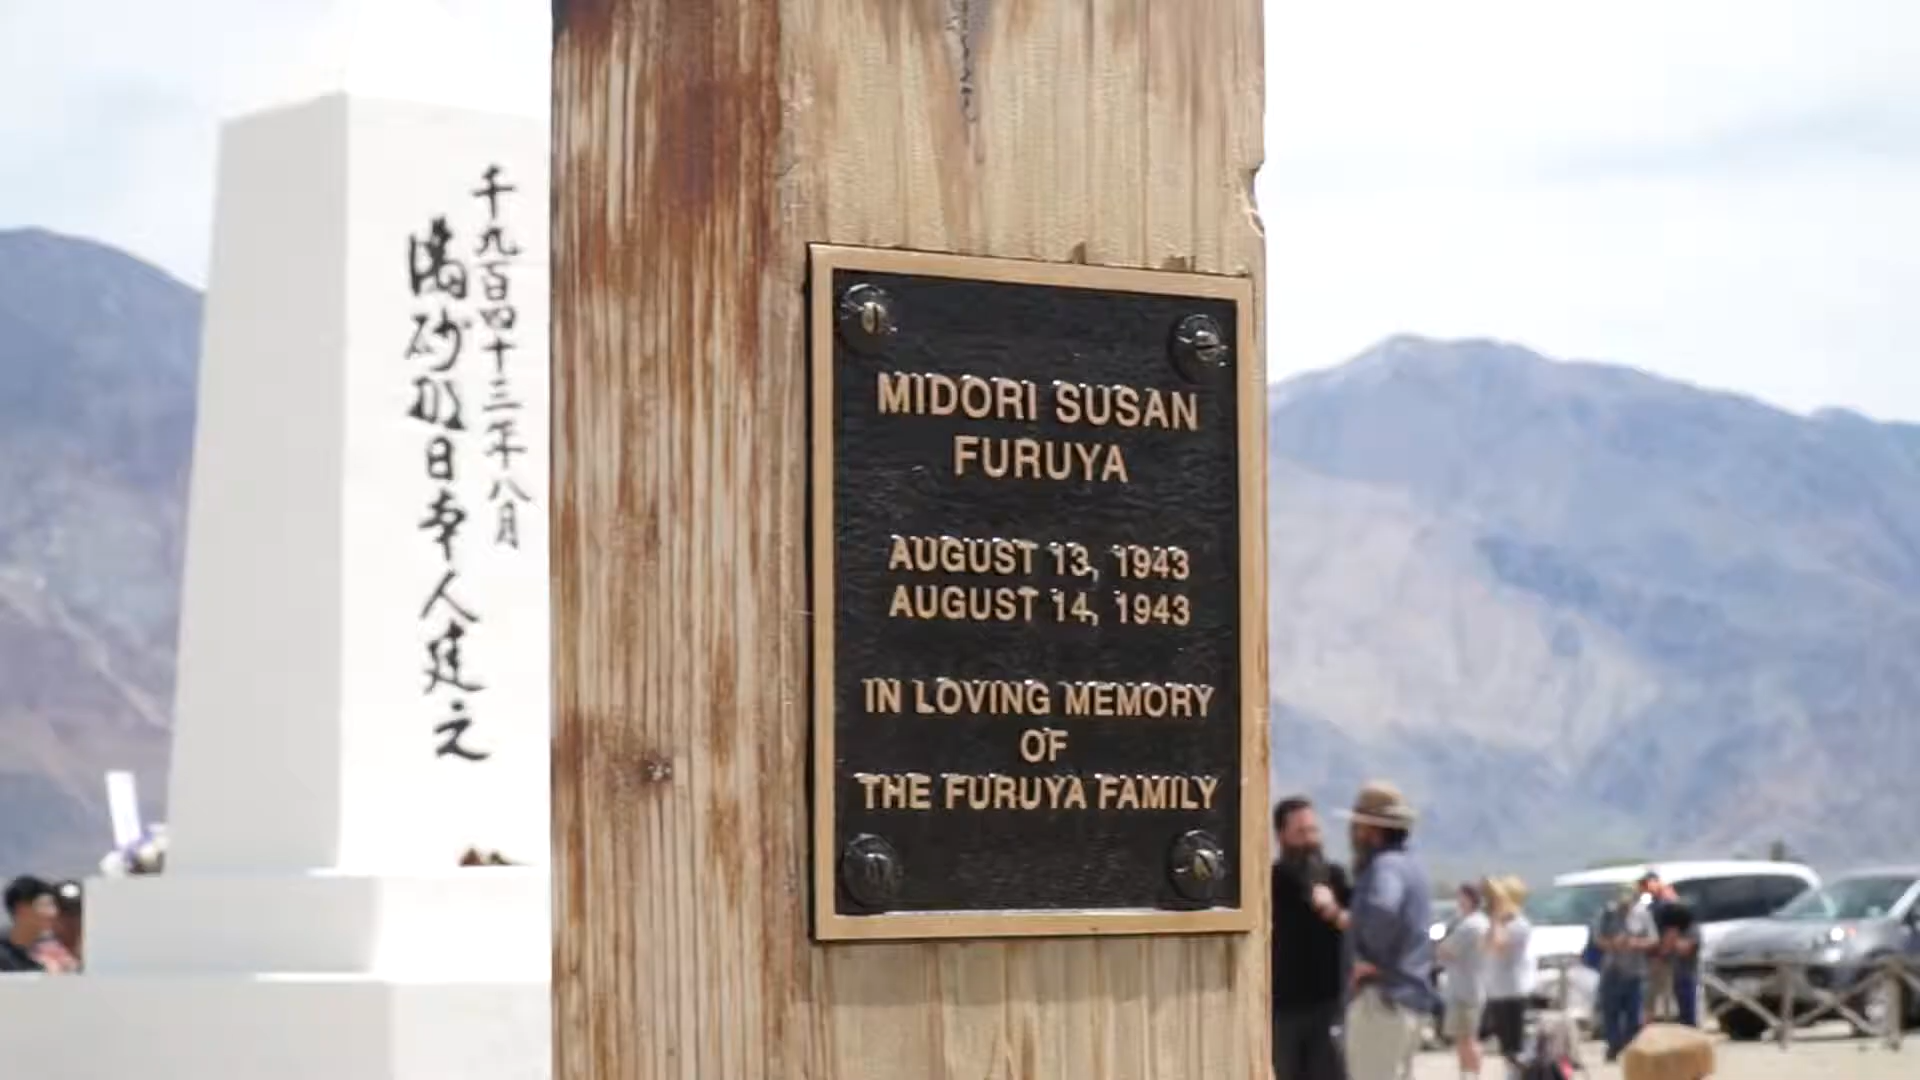 千九百四十三年八月
満砂那日本人建之
MIDORI SUSAN
FURUYA
AUGUST 13, 1943
AUGUST 14, 1943
IN LOVING MEMORY
OF
THE FURUYA FAMILY